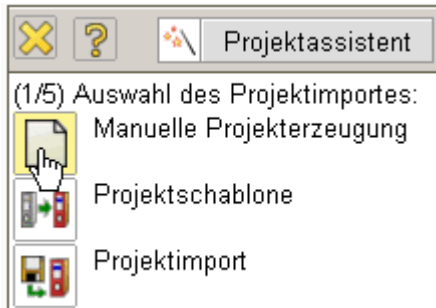 Projektassistent
(1/5) Auswahl des Projektimportes:
Manuelle Projekterzeugung
Projektschablone
Projektimport